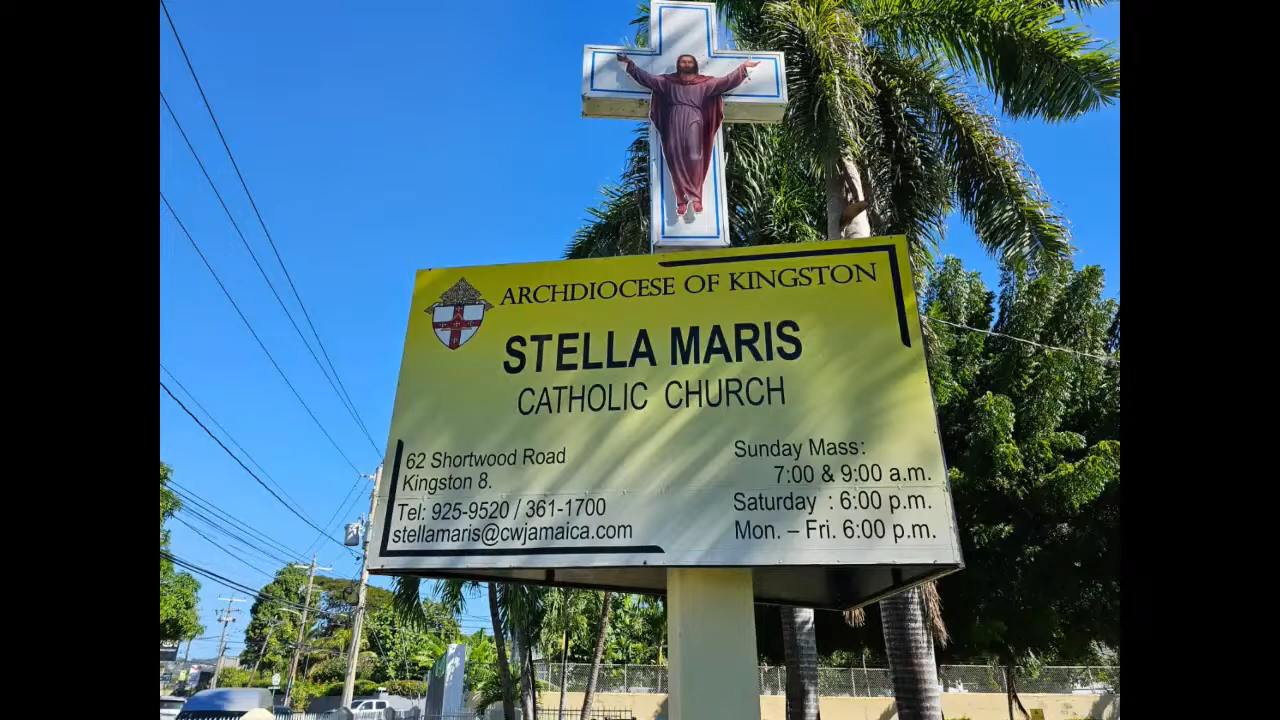 ARCHDIOCESE OF KINGSTON
STELLA MARIS
CATHOLIC CHURCH
62 Shortwood Road
Kingston 8.
Tel: 925-9520 / 361-1700
stellamaris@cwjamaica.com
Sunday Mass:
7:00 & 9:00 a.m.
Saturday : 6:00 p.m.
Mon. – Fri. 6:00 p.m.